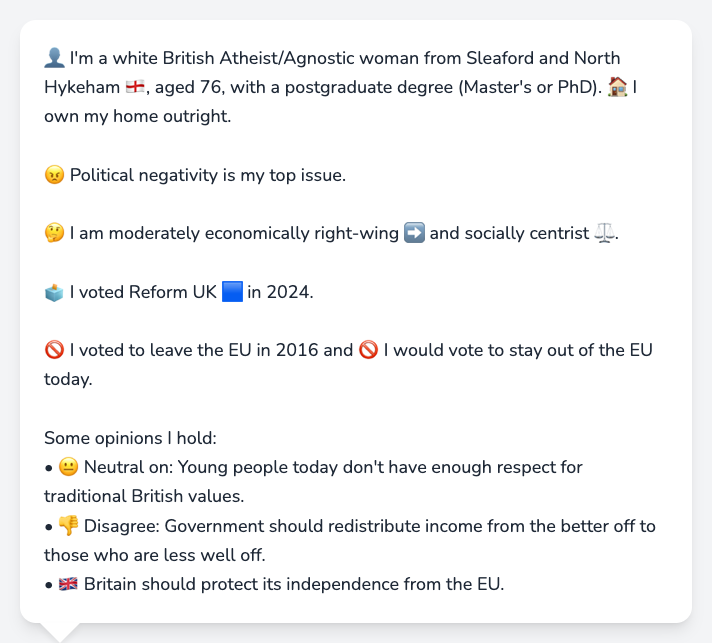 👤 I'm a white British Atheist/Agnostic woman from Sleaford and North
Hykeham 🏴󠁧󠁢󠁥󠁮󠁧󠁿, aged 76, with a postgraduate degree (Master's or PhD). 🏠 I
own my home outright.
😠 Political negativity is my top issue.
🤔 I am moderately economically right-wing ➡️ and socially centrist ⚖️.
🗳️ I voted Reform UK 🟦 in 2024.
🚫 I voted to leave the EU in 2016 and 🚫 I would vote to stay out of the EU
today.
Some opinions I hold:
• 😐 Neutral on: Young people today don't have enough respect for
traditional British values.
• 👎 Disagree: Government should redistribute income from the better off to
those who are less well off.
• 🇬🇧 Britain should protect its independence from the EU.